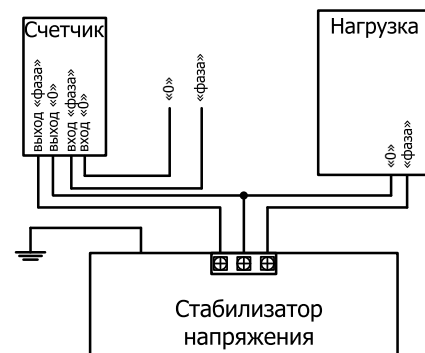 Счетчик
Нагрузка
выход «фаза»
выход «0»
вход «фаза»
вход «0»
«0»
«фаза»
«0»
«фаза»
Стабилизатор
напряжения